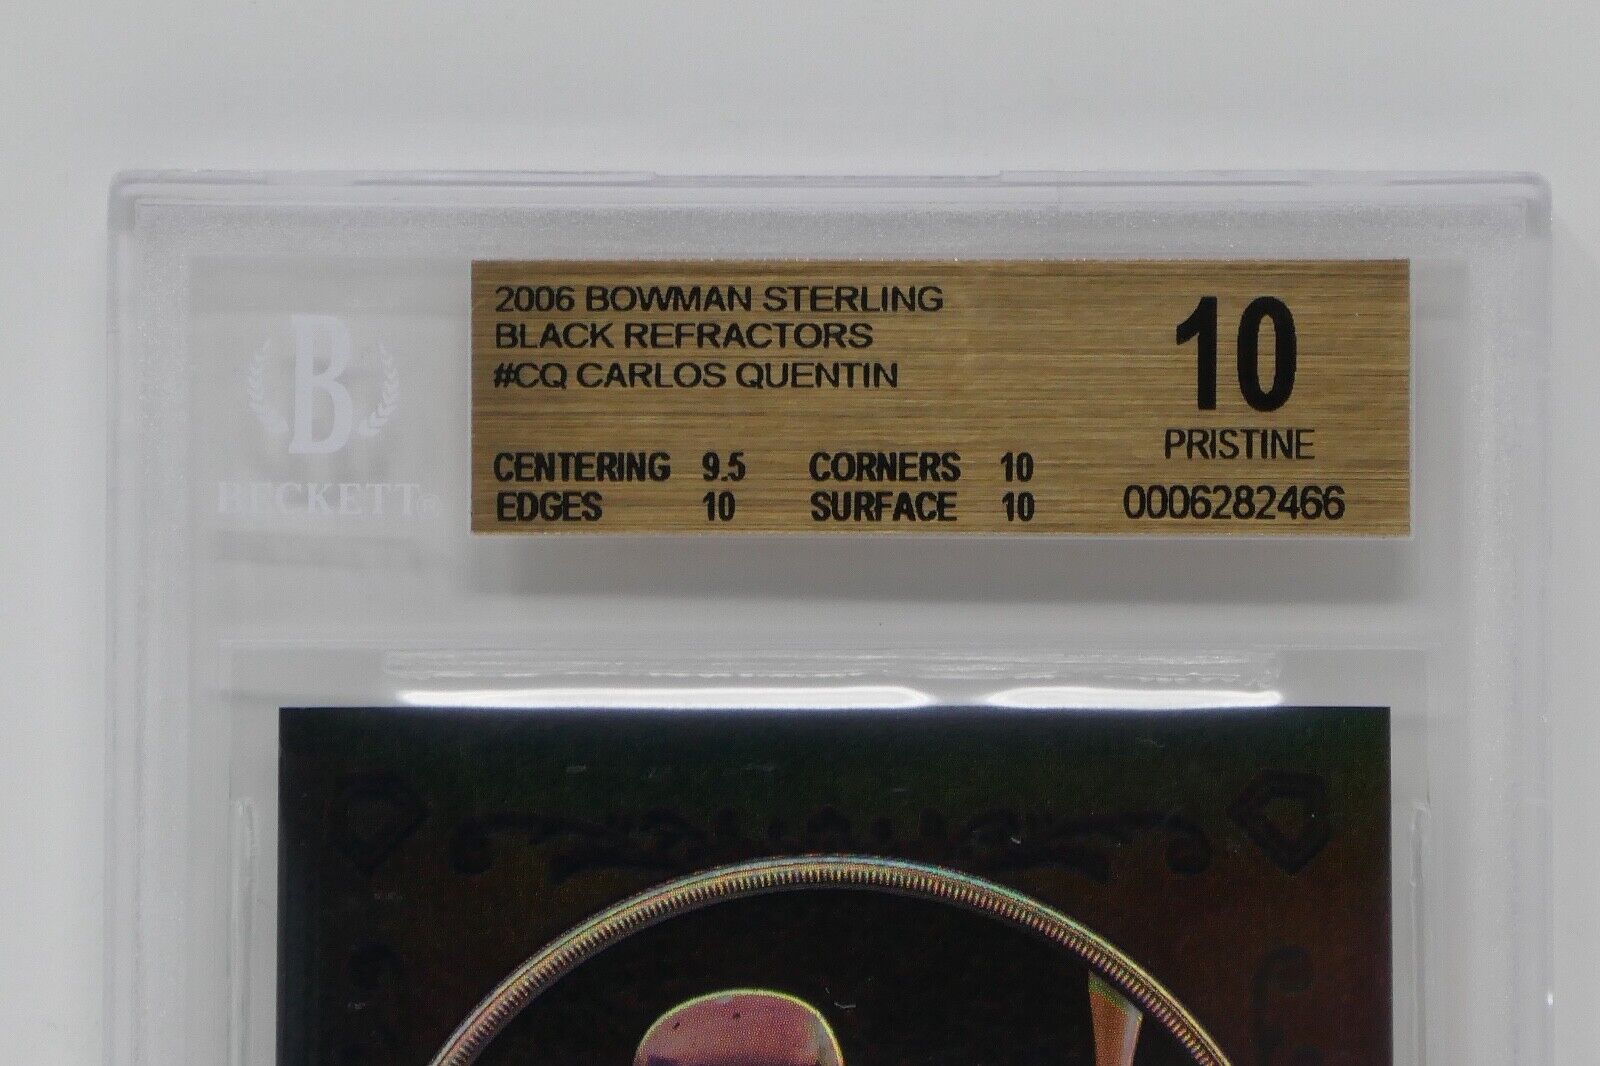 2006 BOWMAN STERLING
BLACK REFRACTORS
#CQ CARLOS QUENTIN
10
PRISTINE
CENTERING 9.5 CORNERS 10
EDGES 10 SURFACE 10
0006282466
B
BECKETT®